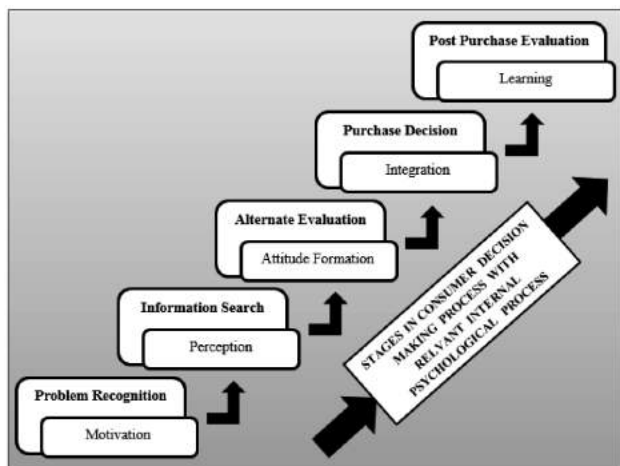 Post Purchase Evaluation
Learning
Purchase Decision
Integration
Alternate Evaluation
Attitude Formation
Information Search
Perception
Problem Recognition
Motivation
STAGES IN CONSUMER DECISION
MAKING PROCESS WITH
RELVANT INTERNAL
PSYCHOLOGICAL PROCESS